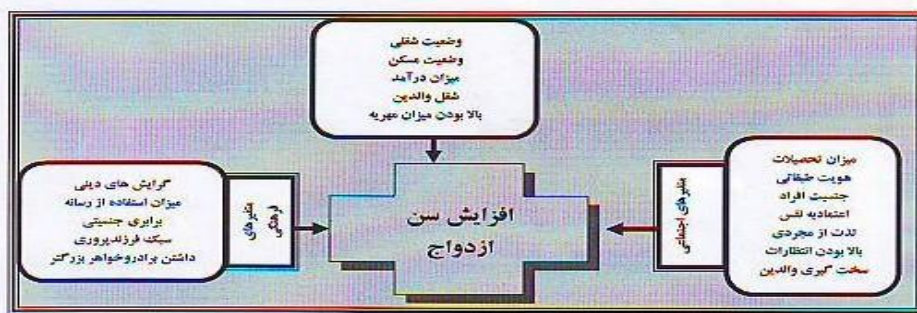 وضعیت شغلی
وضعیت مسکن
میزان درآمد
شغل والدین
بالا بودن میزان مهریه
میزان تحصیلات
هویت طبقاتی
جنسیت افراد
اعتمادبه نفس
لذت از مجردی
بالا بودن انتظارات
سخت گیری والدین
متغیرهای اجتماعی
افزایش سن
ازدواج
متغیرهای
فرهنگی
گرایش های دینی
میزان استفاده از رسانه
برابری جنسیتی
سبک فرزندپروری
داشتن برادروخواهر بزرگتر